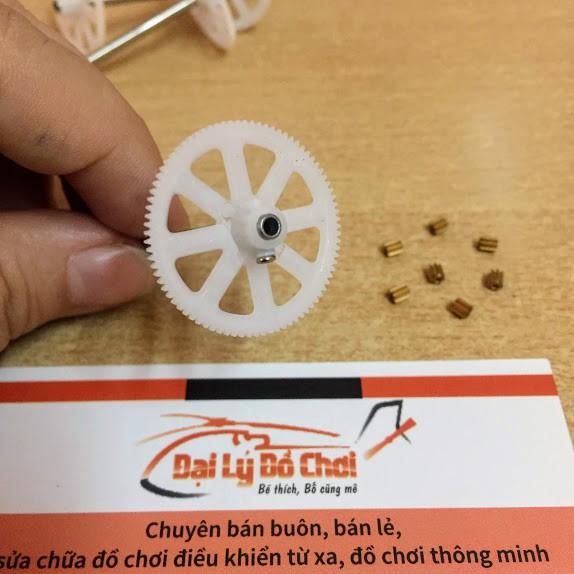 Đại Lý Đồ Chơi
Bé thích, Bố cũng mê
Chuyên bán buôn, bán lẻ,
sửa chữa đồ chơi điều khiển từ xa, đồ chơi thông minh